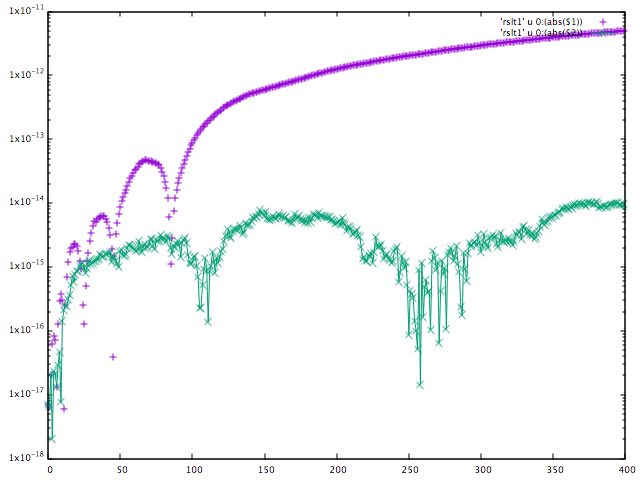 1x10-11
'rslt1' u 0:(abs($1))
'rslt1' u 0:(abs($2))
1x10-12
1x10-13
1x10-14
1x10-15
1x10-16
1x10-17
1x10-18
0 50 100 150 200 250 300 350 400